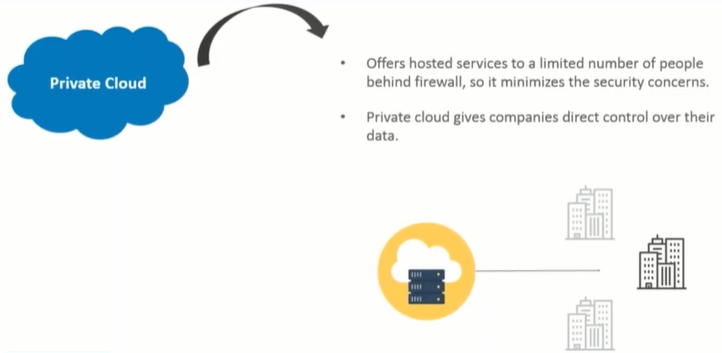 Private Cloud
• Offers hosted services to a limited number of people
behind firewall, so it minimizes the security concerns.
• Private cloud gives companies direct control over their
data.